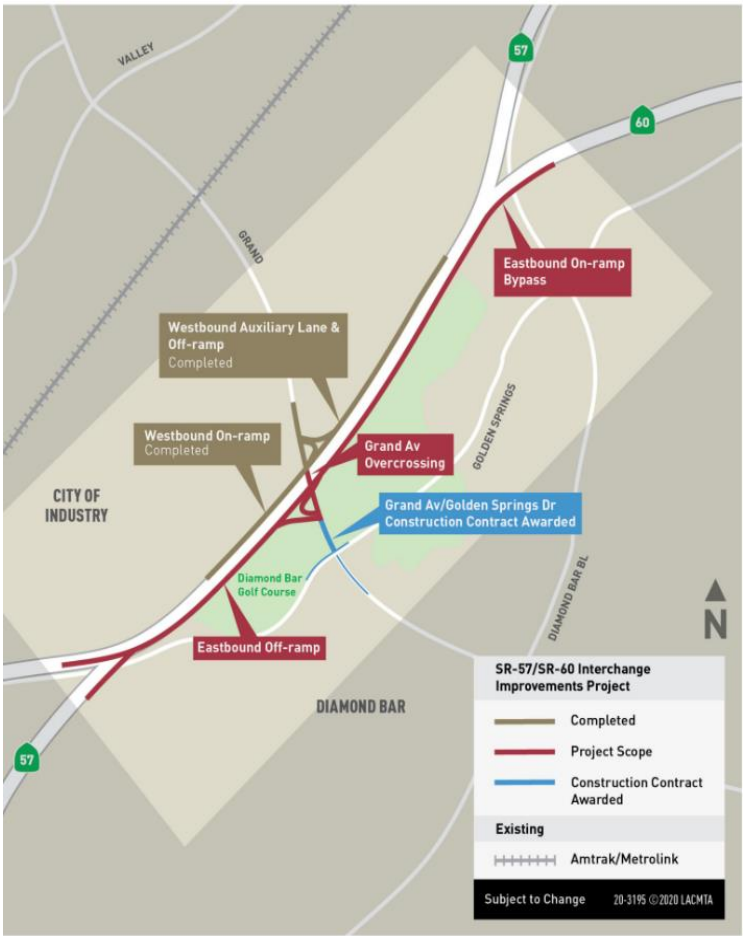 57
VALLEY
60
GRAND
Eastbound On-ramp
Bypass
Westbound Auxiliary Lane &
Off-ramp
Completed
GOLDEN SPRINGS
Westbound On-ramp
Completed
Grand Av
Overcrossing
CITY OF
INDUSTRY
Grand Av/Golden Springs Dr
Construction Contract Awarded
Diamond Bar
Golf Course
DIAMOND BAR BL
N
Eastbound Off-ramp
DIAMOND BAR
57
SR-57/SR-60 Interchange
Improvements Project
Completed
Project Scope
Construction Contract
Awarded
Existing
Amtrak/Metrolink
Subject to Change 20-3195 ©2020 LACMTA